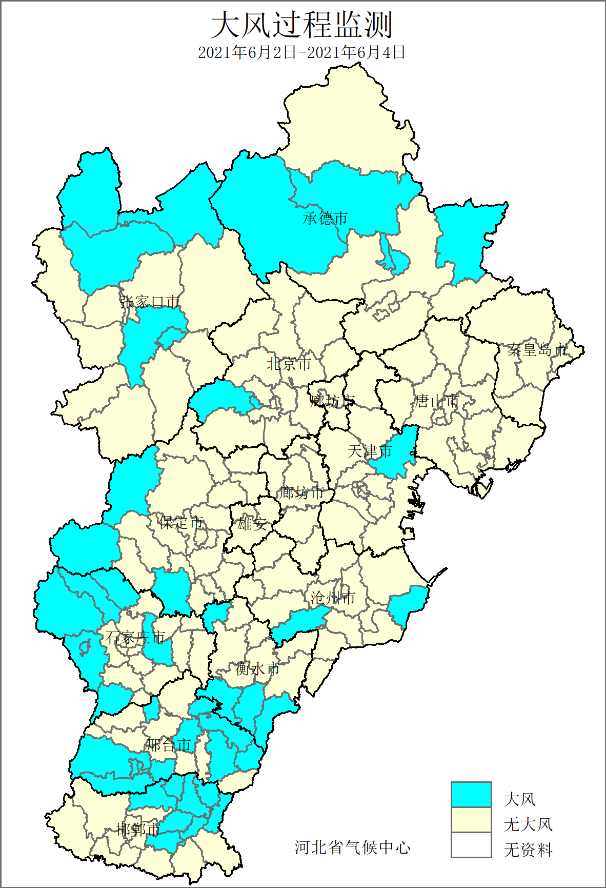 大风过程监测
2021年6月2日-2021年6月4日
承德市
张家口市
秦皇岛市
北京市
廊坊市
唐山市
天津市
廊坊市
保定市
雄安
沧州市
石家庄市
衡水市
邢台市
邯郸市
大风
无大风
无资料
河北省气候中心